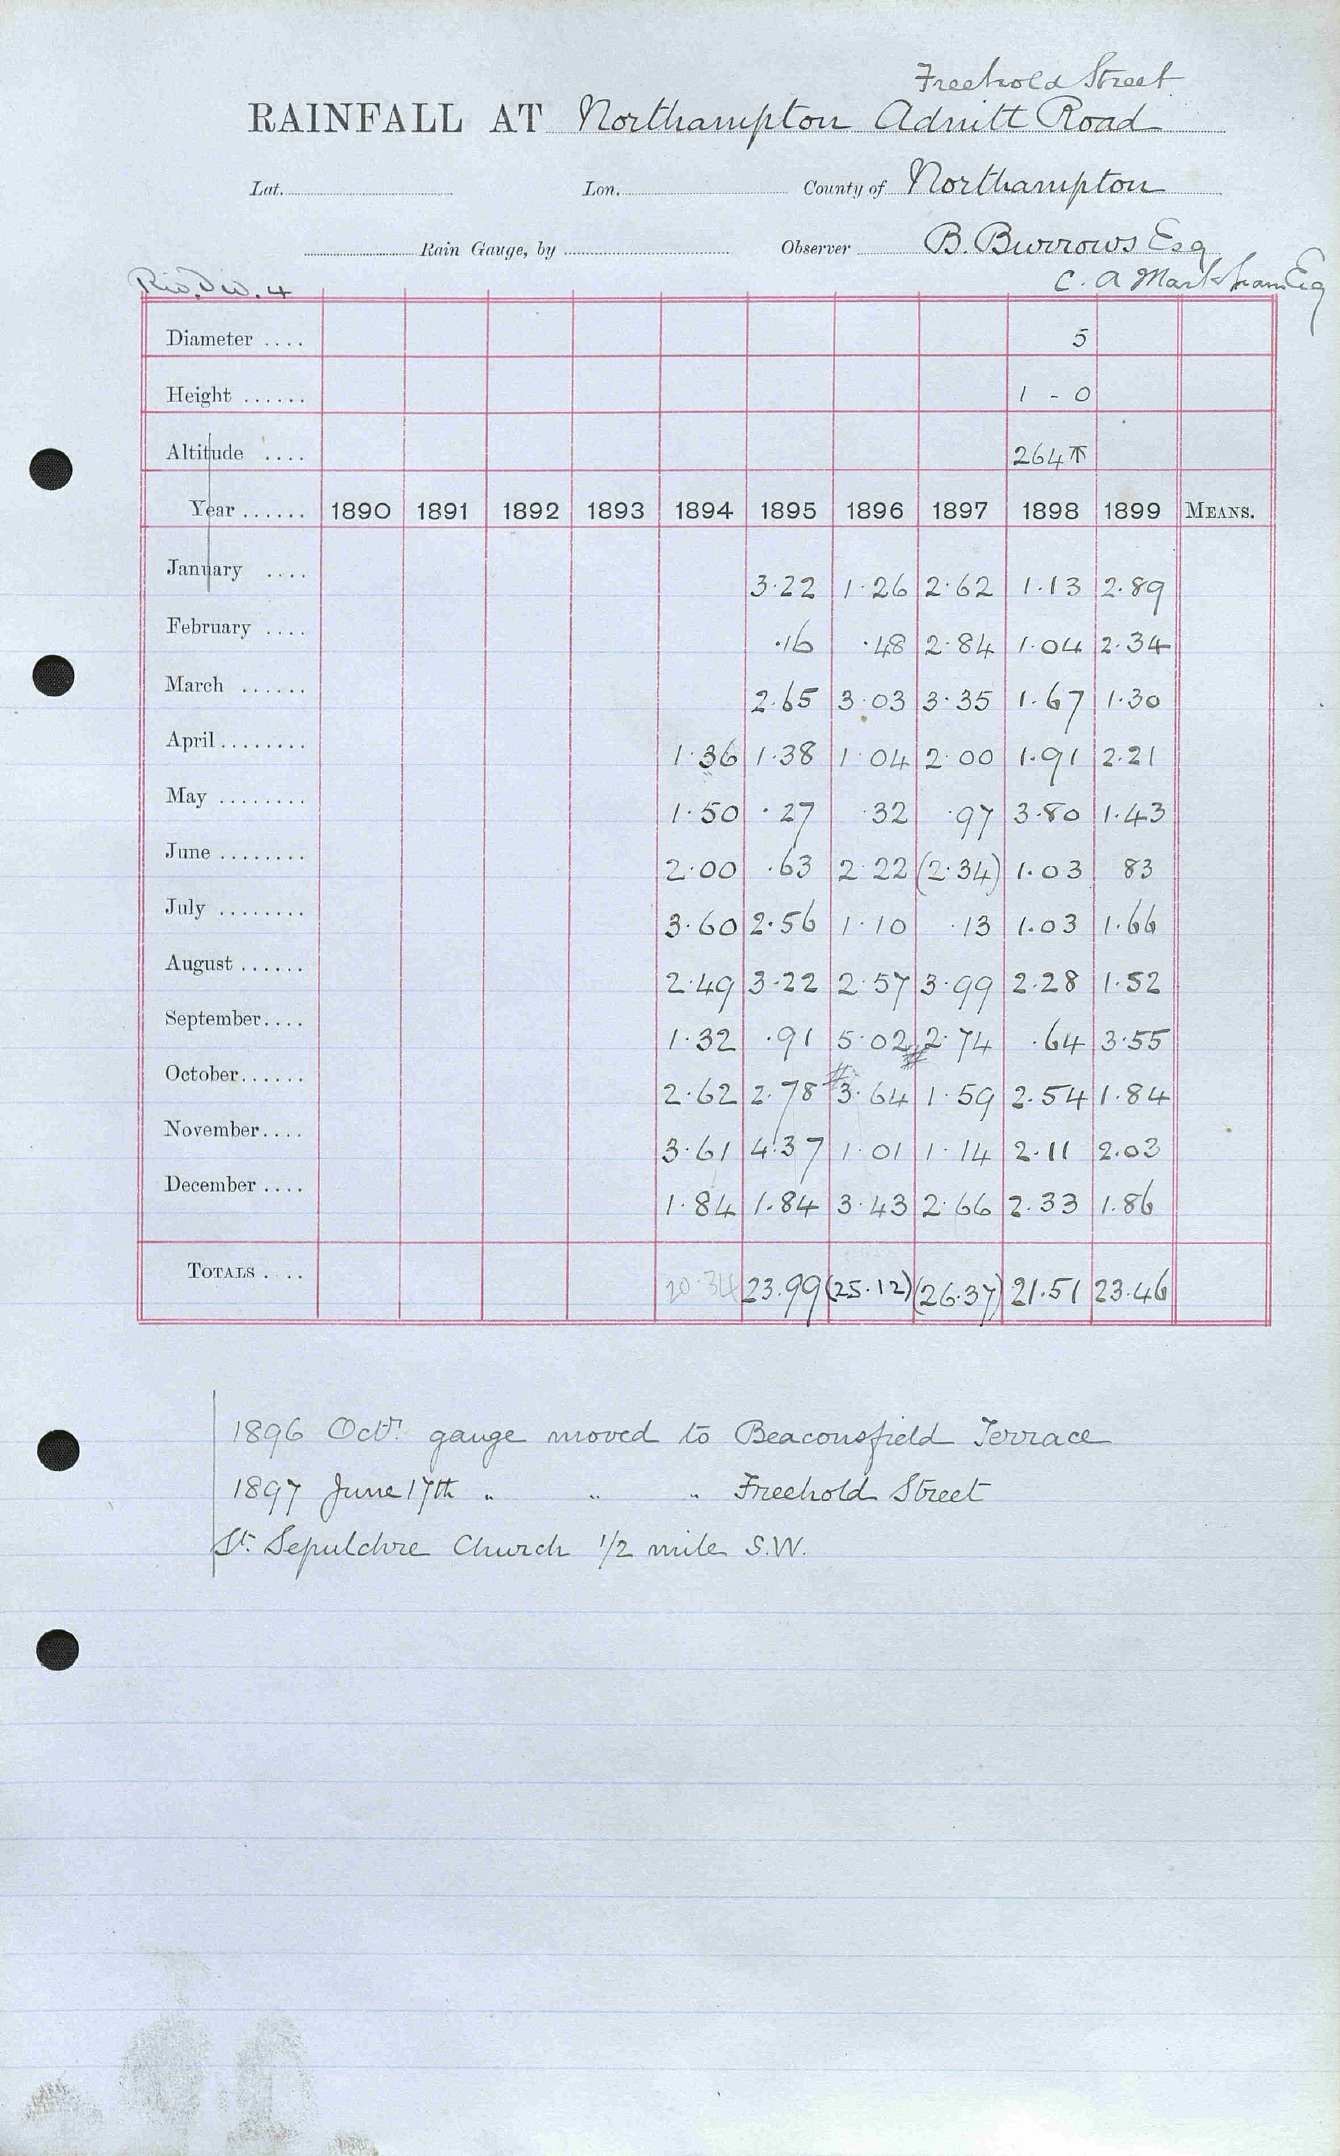 Freehold Street
RAINFALL AT Northampton Adnitt Road
Lat. Lon. County of Northampton
Rain Gauge, by Observer B. Burrows Esq
Riv. Div. 4 C. A Markham Esq
Diameter .... 5
Height ...... 1 - 0
Altitude .... 264
Year ...... 1890 1891 1892 1893 1894 1895 1896 1897 1898 1899 MEANS.
January .... 3.22 1.26 2.62 1.13 2.89
February .... .16 .48 2.84 1.04 2.34
March ...... 2.65 3.03 3.35 1.67 1.30
April ........ 1.36 1.38 1.04 2.00 1.91 2.21
May ........ 1.50 .27 .32 .97 3.80 1.43
June ........ 2.00 .63 2.22 (2.34) 1.03 83
July ........ 3.60 2.56 1.10 .13 1.03 1.66
August ...... 2.49 3.22 2.57 3.99 2.28 1.52
September.... 1.32 .91 5.02 2.74 .64 3.55
October...... 2.62 2.78 3.64 1.59 2.54 1.84
November.... 3.61 4.37 1.01 1.14 2.11 2.03
December .... 1.84 1.84 3.43 2.66 2.33 1.86
TOTALS .... 20.34 23.99 (25.12) (26.37) 21.51 23.46
1896 Octr. gauge moved to Beaconsfield Terrace
1897 June 17th " " " Freehold Street
St. Sepulchre Church 1/2 mile S.W.